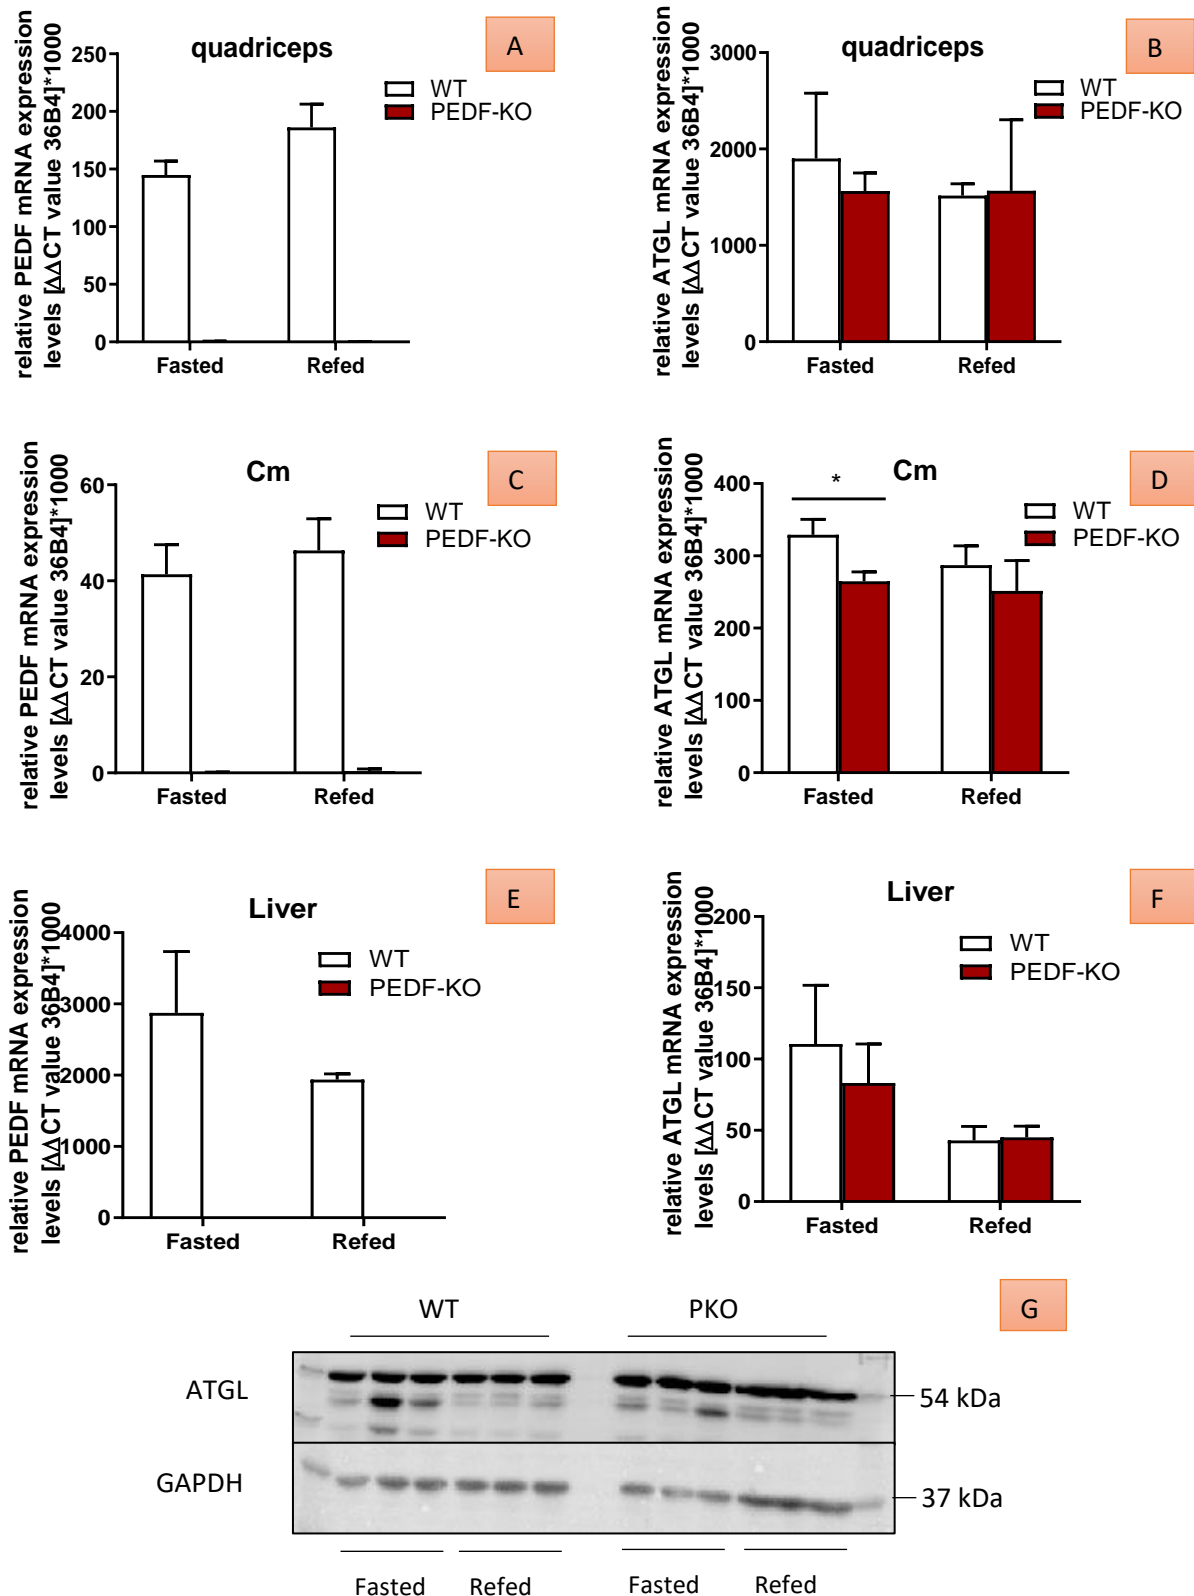 quadriceps
A
relative PEDF mRNA expression
levels [ΔΔCT value 36B4]*1000
250
200
150
100
50
0
WT
PEDF-KO
Fasted Refed
quadriceps
B
relative ATGL mRNA expression
levels [ΔΔCT value 36B4]*1000
3000
2000
1000
0
WT
PEDF-KO
Fasted Refed
Cm
C
relative PEDF mRNA expression
levels [ΔΔCT value 36B4]*1000
60
40
20
0
WT
PEDF-KO
Fasted Refed
Cm
D
relative ATGL mRNA expression
levels [ΔΔCT value 36B4]*1000
400
300
200
100
0
*
WT
PEDF-KO
Fasted Refed
Liver
E
relative PEDF mRNA expression
levels [ΔΔCT value 36B4]*1000
4000
3000
2000
1000
0
WT
PEDF-KO
Fasted Refed
Liver
F
relative ATGL mRNA expression
levels [ΔΔCT value 36B4]*1000
200
150
100
50
0
WT
PEDF-KO
Fasted Refed
G
WT PKO
ATGL
54 kDa
GAPDH
37 kDa
Fasted Refed Fasted Refed